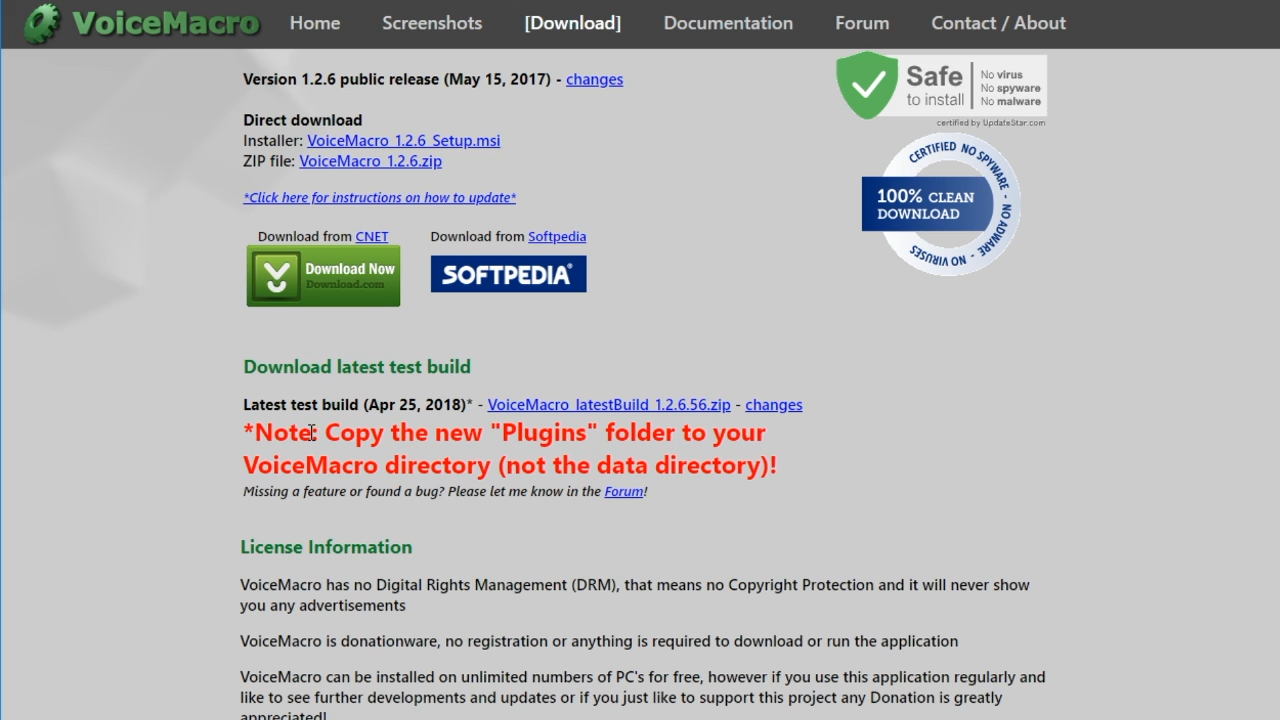 VoiceMacro Home Screenshots [Download] Documentation Forum Contact / About
Version 1.2.6 public release (May 15, 2017) - changes
Safe
to install
No virus
No spyware
No malware
certified by UpdateStar.com
Direct download
Installer: VoiceMacro_1.2.6_Setup.msi
ZIP file: VoiceMacro_1.2.6.zip
CERTIFIED NO SPYWARE - NO ADWARE - NO VIRUSES
100% CLEAN
DOWNLOAD
*Click here for instructions on how to update*
Download from CNET Download from Softpedia
Download Now
Download.com
SOFTPEDIA®
Download latest test build
Latest test build (Apr 25, 2018)* - VoiceMacro_latestBuild_1.2.6.56.zip - changes
*Note: Copy the new "Plugins" folder to your
VoiceMacro directory (not the data directory)!
Missing a feature or found a bug? Please let me know in the Forum!
License Information
VoiceMacro has no Digital Rights Management (DRM), that means no Copyright Protection and it will never show
you any advertisements
VoiceMacro is donationware, no registration or anything is required to download or run the application
VoiceMacro can be installed on unlimited numbers of PC's for free, however if you use this application regularly and
like to see further developments and updates or if you just like to support this project any Donation is greatly
appreciated!